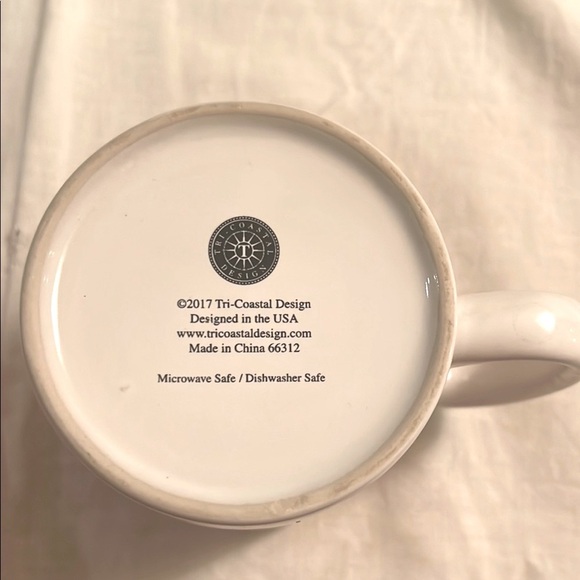 TRI-COASTAL
T
DESIGN
©2017 Tri-Coastal Design
Designed in the USA
www.tricoastaldesign.com
Made in China 66312
Microwave Safe / Dishwasher Safe